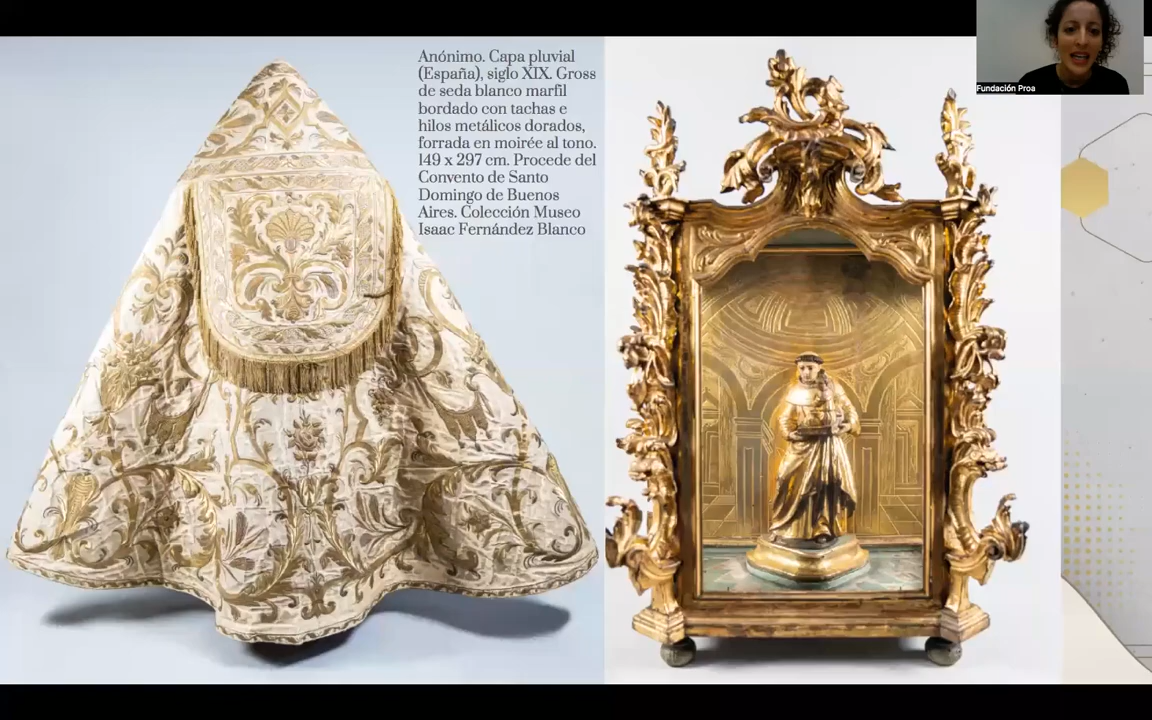 Anónimo. Capa pluvial
(España), siglo XIX. Gross
de seda blanco marfil
bordado con tachas e
hilos metálicos dorados,
forrada en moirée al tono.
149 x 297 cm. Procede del
Convento de Santo
Domingo de Buenos
Aires. Colección Museo
Isaac Fernández Blanco
Fundación Proa